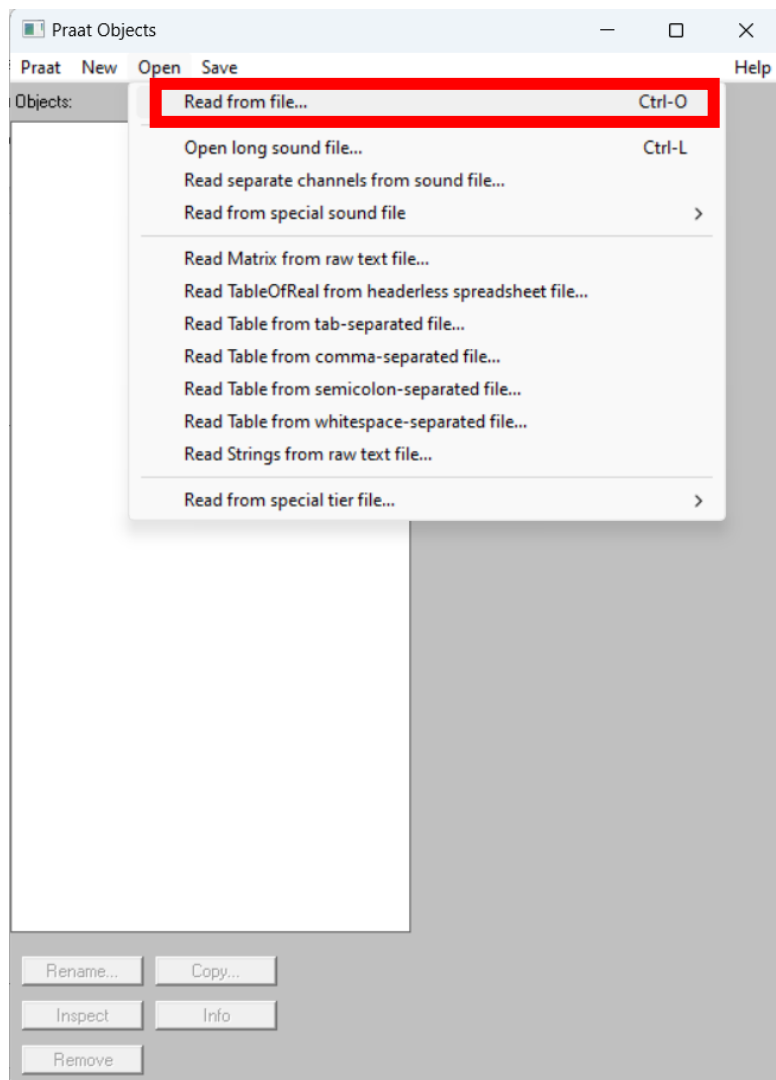 Praat Objects
Praat New Open Save Help
Objects:
Read from file... Ctrl-O
Open long sound file... Ctrl-L
Read separate channels from sound file...
Read from special sound file
Read Matrix from raw text file...
Read TableOfReal from headerless spreadsheet file...
Read Table from tab-separated file...
Read Table from comma-separated file...
Read Table from semicolon-separated file...
Read Table from whitespace-separated file...
Read Strings from raw text file...
Read from special tier file...
Rename... Copy...
Inspect Info
Remove